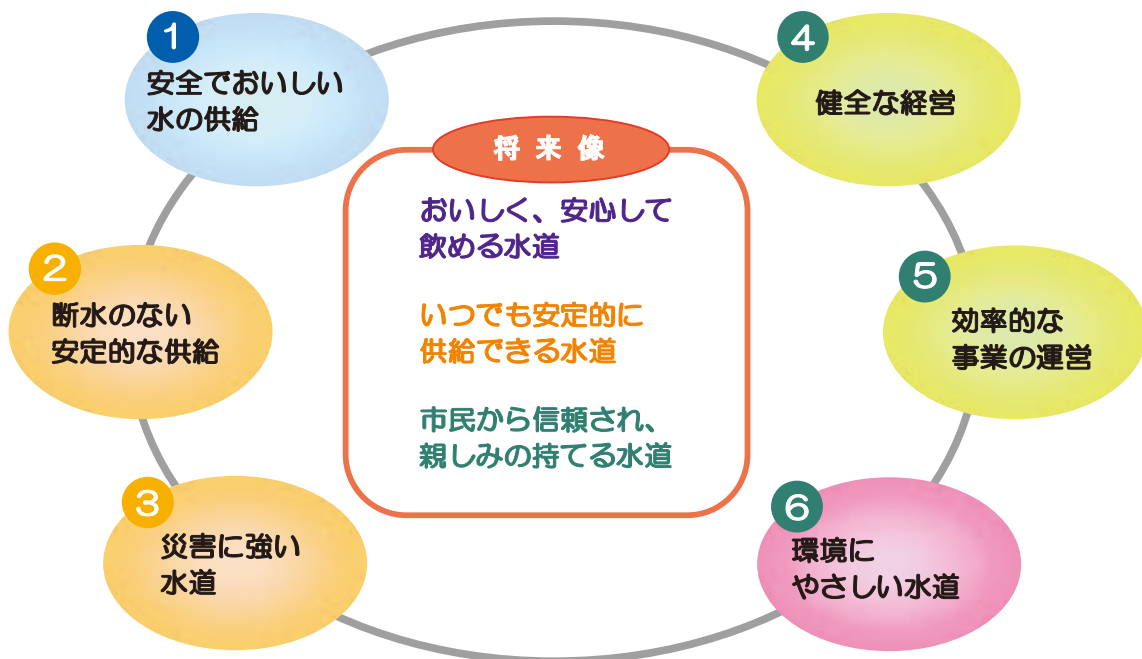 1
安全でおいしい
水の供給
2
断水のない
安定的な供給
3
災害に強い
水道
将来像
おいしく、安心して
飲める水道
いつでも安定的に
供給できる水道
市民から信頼され、
親しみの持てる水道
4
健全な経営
5
効率的な
事業の運営
6
環境に
やさしい水道